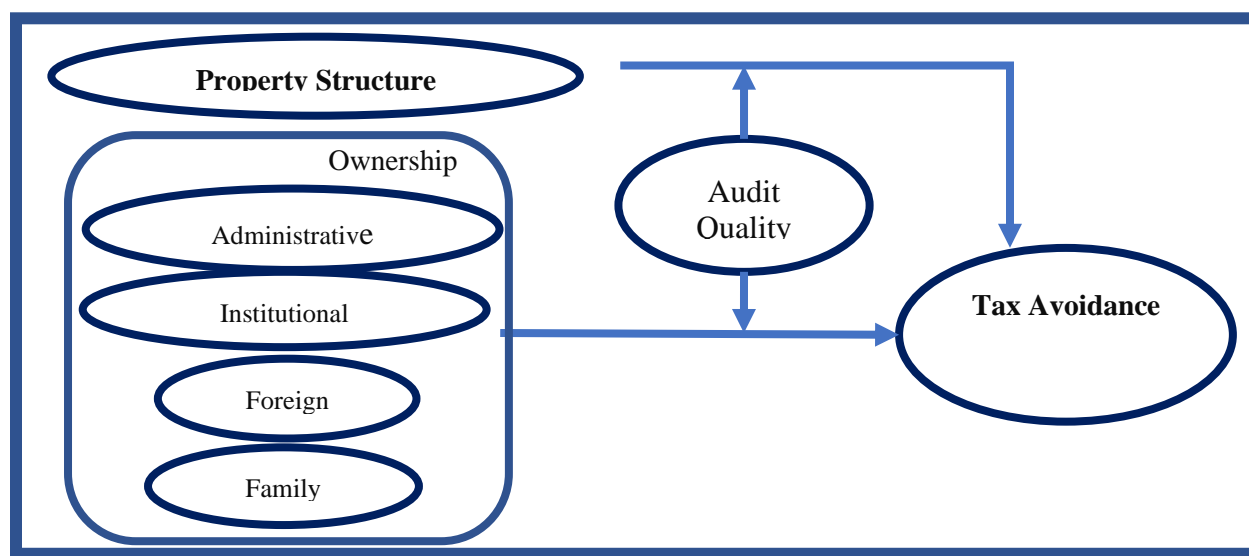 Property Structure
Ownership
Administrative
Institutional
Foreign
Family
Audit
Quality
Tax Avoidance